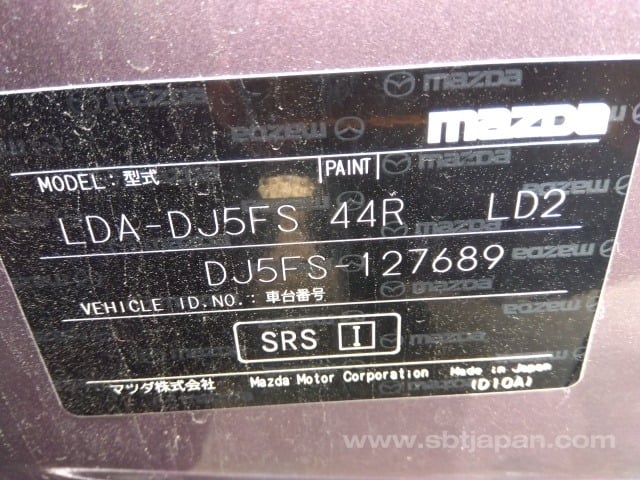 mazda
MODEL: 型式 PAINT
LDA-DJ5FS 44R LD2
DJ5FS-127689
VEHICLE ID.NO.: 車台番号
SRS I
マツダ株式会社 Mazda Motor Corporation Made in Japan
(D10A)
www.sbtjapan.com